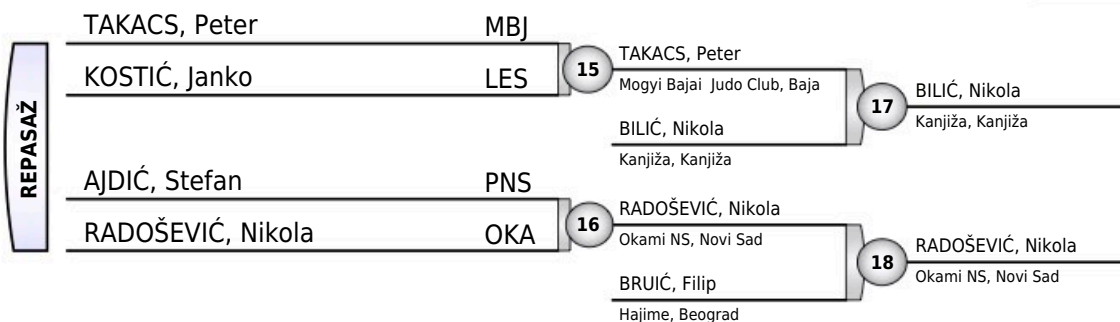 REPASAŽ
TAKACS, Peter MBJ
KOSTIĆ, Janko LES
15
TAKACS, Peter
Mogyi Bajai Judo Club, Baja
BILIĆ, Nikola
Kanjiža, Kanjiža
17
BILIĆ, Nikola
Kanjiža, Kanjiža
AJDIĆ, Stefan PNS
RADOŠEVIĆ, Nikola OKA
16
RADOŠEVIĆ, Nikola
Okami NS, Novi Sad
BRUIĆ, Filip
Hajime, Beograd
18
RADOŠEVIĆ, Nikola
Okami NS, Novi Sad